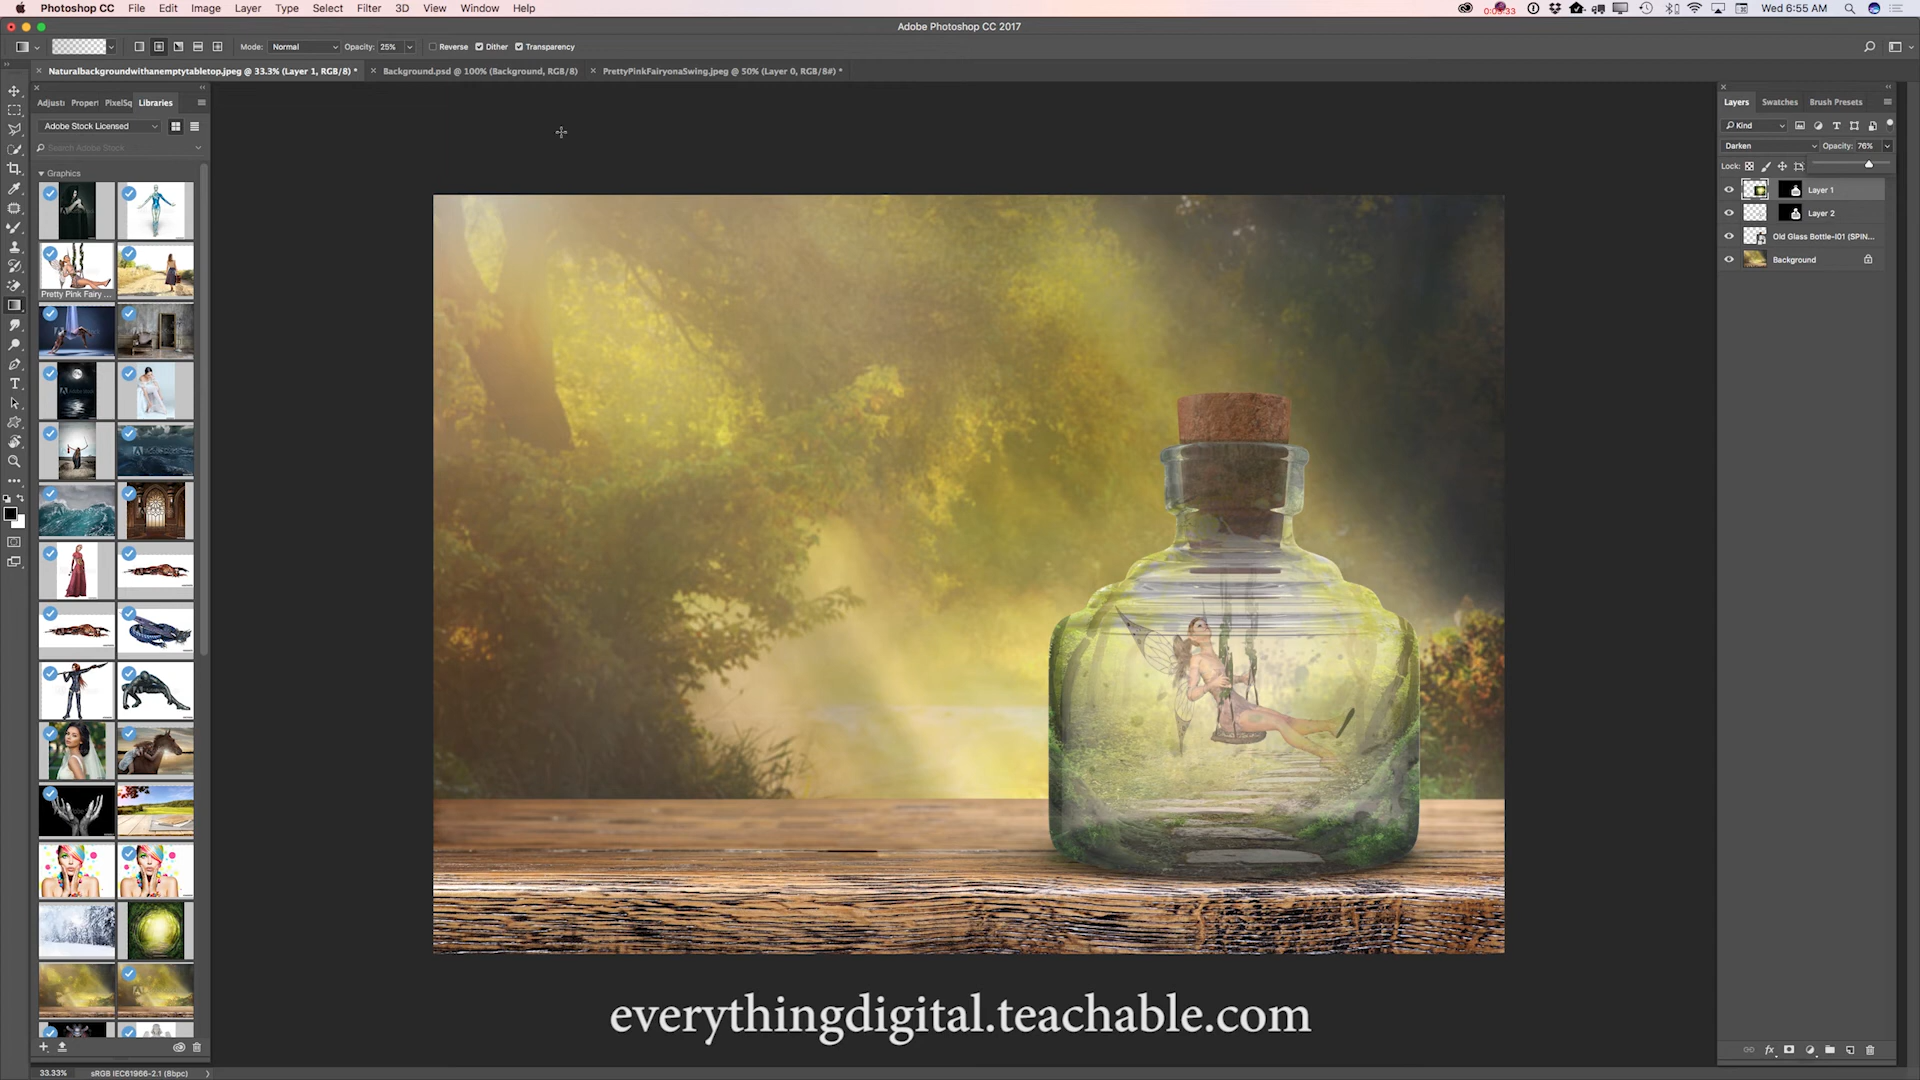 Photoshop CC File Edit Image Layer Type Select Filter 3D View Window Help Wed 6:55 AM
Adobe Photoshop CC 2017
Mode: Normal Opacity: 25% Reverse Dither Transparency
Naturalbackgroundwithanemptytabletop.jpeg @ 33.3% (Layer 1, RGB/8) * Background.psd @ 100% (Background, RGB/8) PrettyPinkFairyonaSwing.jpeg @ 50% (Layer 0, RGB/8#) *
Adjust Proper PixelSq Libraries
Layers Swatches Brush Presets
Adobe Stock Licensed
Kind
Search Adobe Stock
Darken Opacity: 76%
Lock:
Graphics
Layer 1
Layer 2
Old Glass Bottle-I01 (SPIN...
Background
Pretty Pink Fairy ...
everythingdigital.teachable.com
33.33% sRGB IEC61966-2.1 (8bpc)